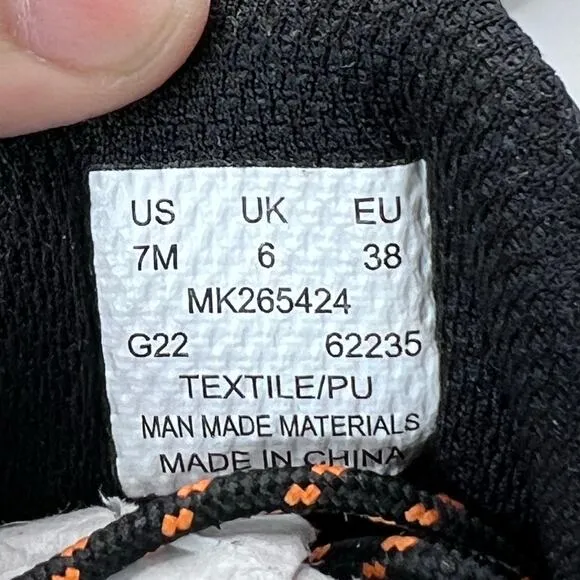 US UK EU
7M 6 38
MK265424
G22 62235
TEXTILE/PU
MAN MADE MATERIALS
MADE IN CHINA